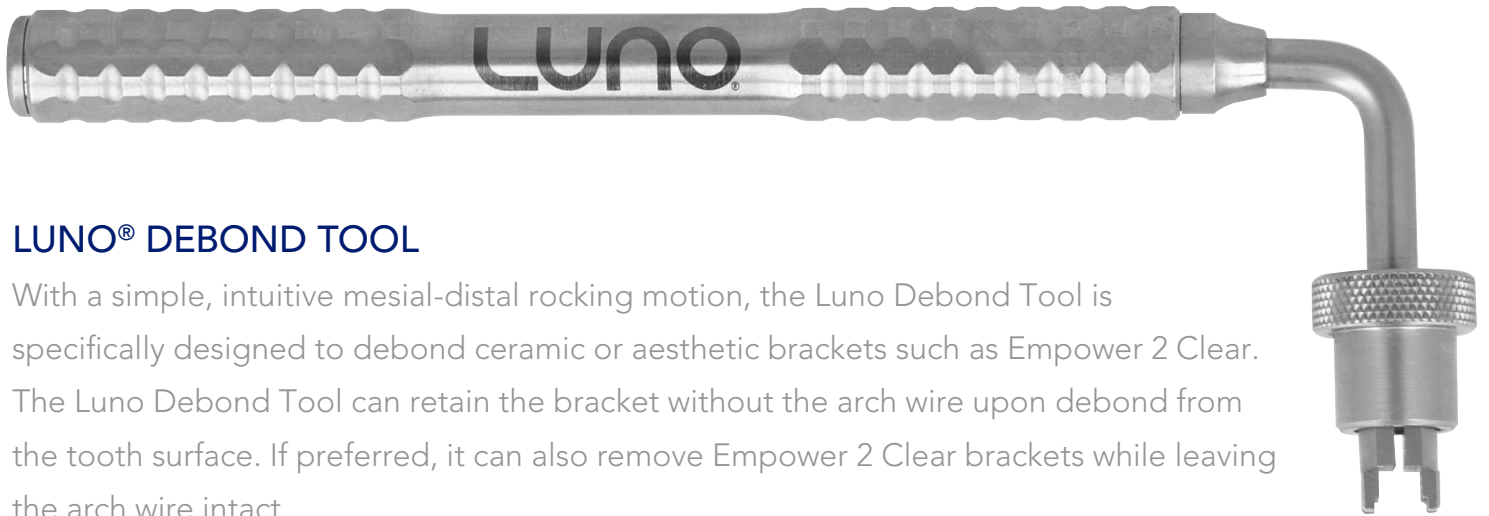 LUNO®
LUNO® DEBOND TOOL
With a simple, intuitive mesial-distal rocking motion, the Luno Debond Tool is
specifically designed to debond ceramic or aesthetic brackets such as Empower 2 Clear.
The Luno Debond Tool can retain the bracket without the arch wire upon debond from
the tooth surface. If preferred, it can also remove Empower 2 Clear brackets while leaving
the arch wire intact